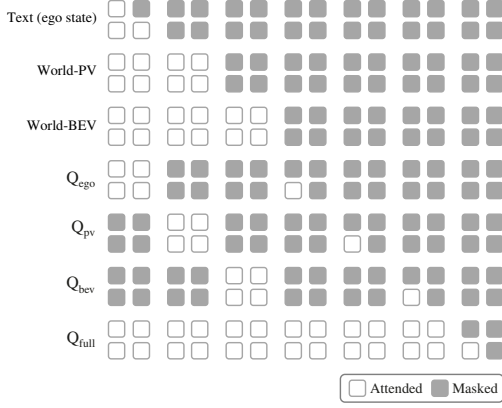 Text (ego state)
World-PV
World-BEV
Qego
Qpv
Qbev
Qfull
Attended Masked